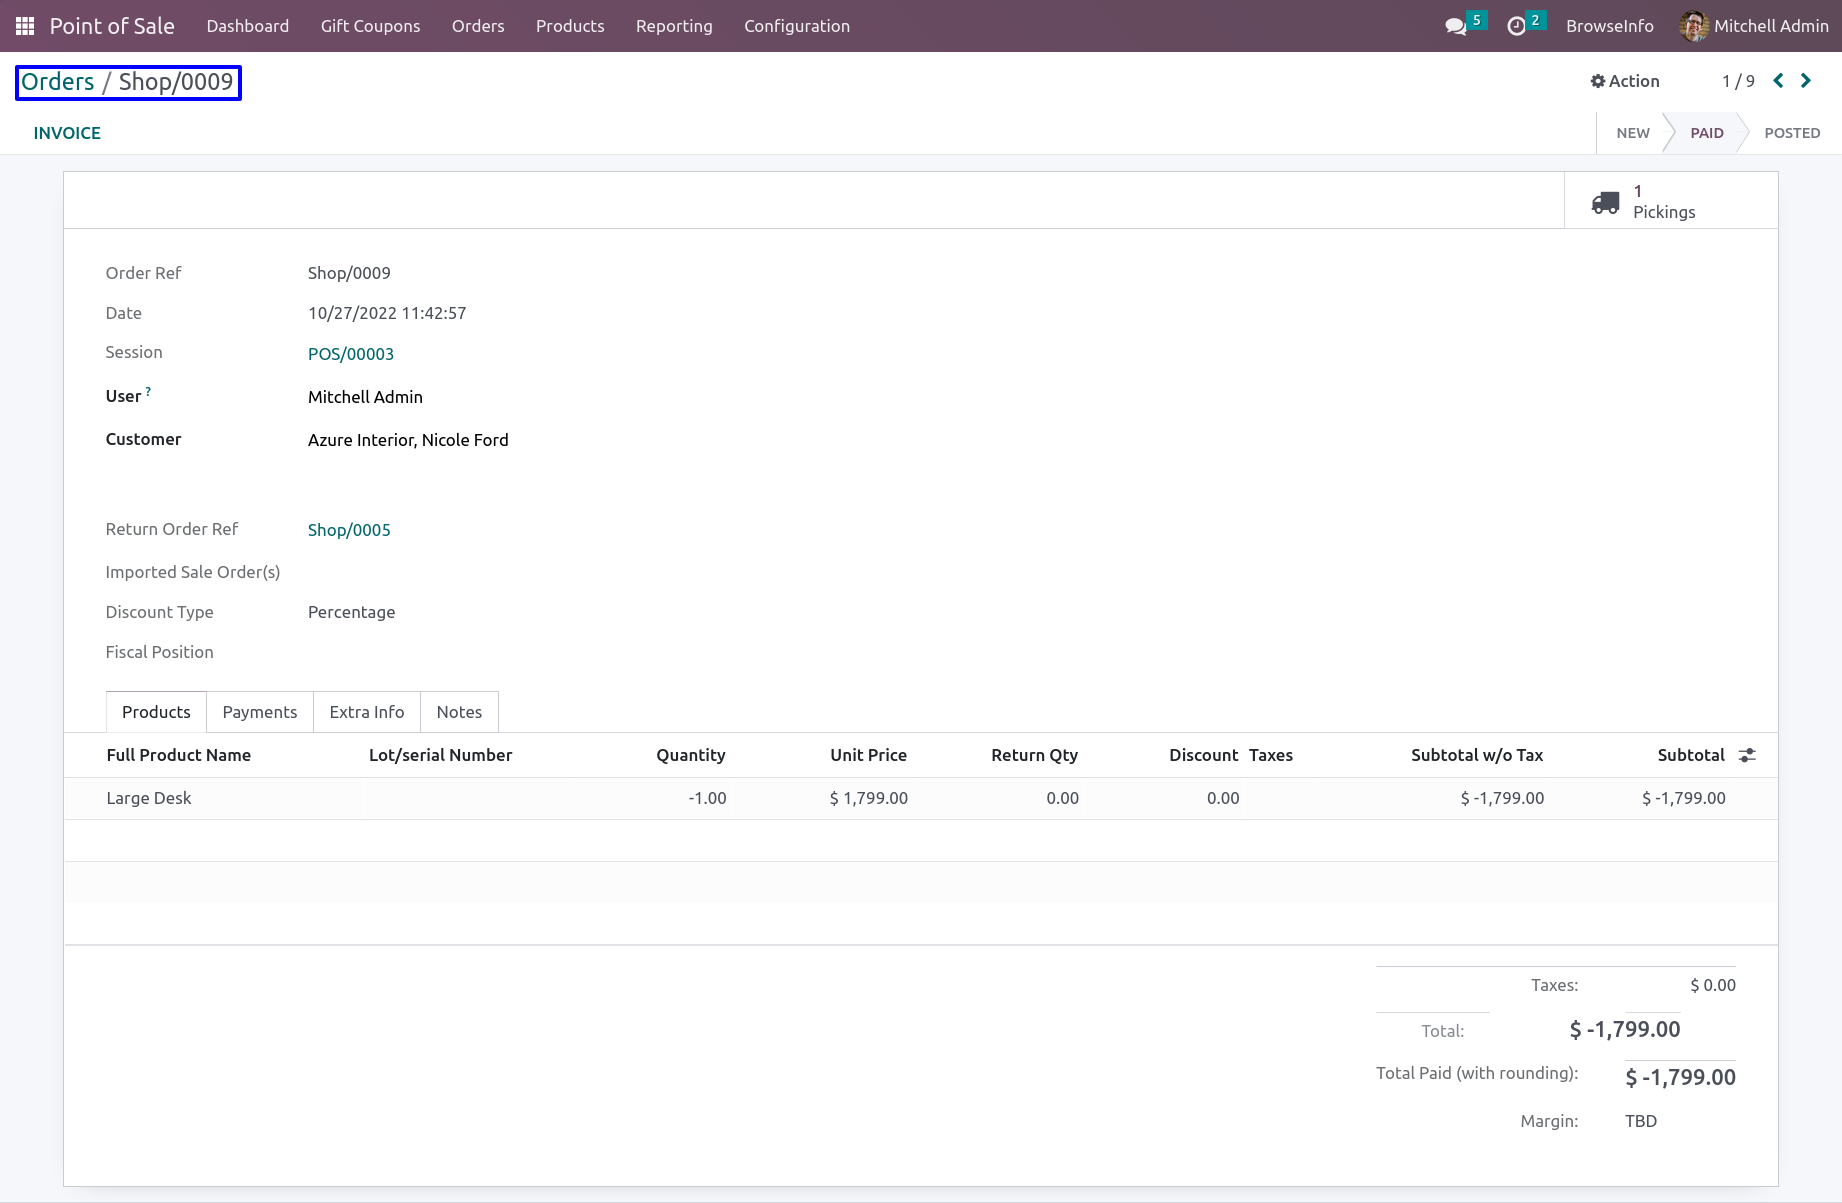 Point of Sale Dashboard Gift Coupons Orders Products Reporting Configuration 5 2 BrowseInfo Mitchell Admin
Orders / Shop/0009 Action 1 / 9
INVOICE NEW PAID POSTED
1
Pickings
Order Ref Shop/0009
Date 10/27/2022 11:42:57
Session POS/00003
User ? Mitchell Admin
Customer Azure Interior, Nicole Ford
Return Order Ref Shop/0005
Imported Sale Order(s)
Discount Type Percentage
Fiscal Position
Products Payments Extra Info Notes
Full Product Name Lot/serial Number Quantity Unit Price Return Qty Discount Taxes Subtotal w/o Tax Subtotal
Large Desk -1.00 $ 1,799.00 0.00 0.00 $ -1,799.00 $ -1,799.00
Taxes: $ 0.00
Total: $ -1,799.00
Total Paid (with rounding): $ -1,799.00
Margin: TBD